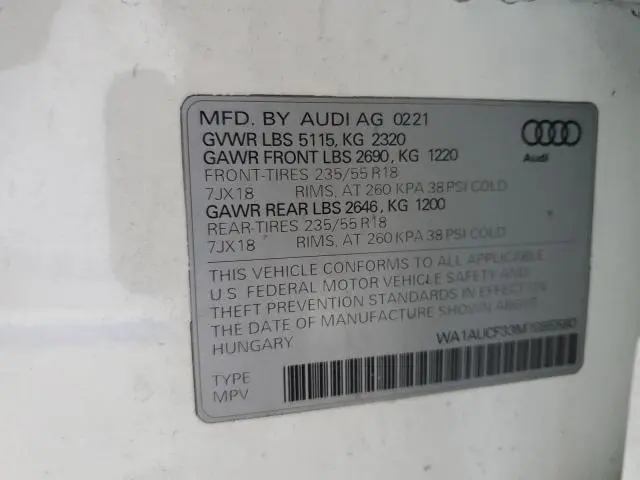 MFD. BY AUDI AG 0221
GVWR LBS 5115, KG 2320
GAWR FRONT LBS 2690, KG 1220
FRONT-TIRES 235/55 R18
7JX18 RIMS, AT 260 KPA 38 PSI COLD
GAWR REAR LBS 2646, KG 1200
REAR-TIRES 235/55 R18
7JX18 RIMS, AT 260 KPA 38 PSI COLD
Audi
THIS VEHICLE CONFORMS TO ALL APPLICABLE
U.S. FEDERAL MOTOR VEHICLE SAFETY AND
THEFT PREVENTION STANDARDS IN EFFECT ON
THE DATE OF MANUFACTURE SHOWN ABOVE
HUNGARY
TYPE
MPV